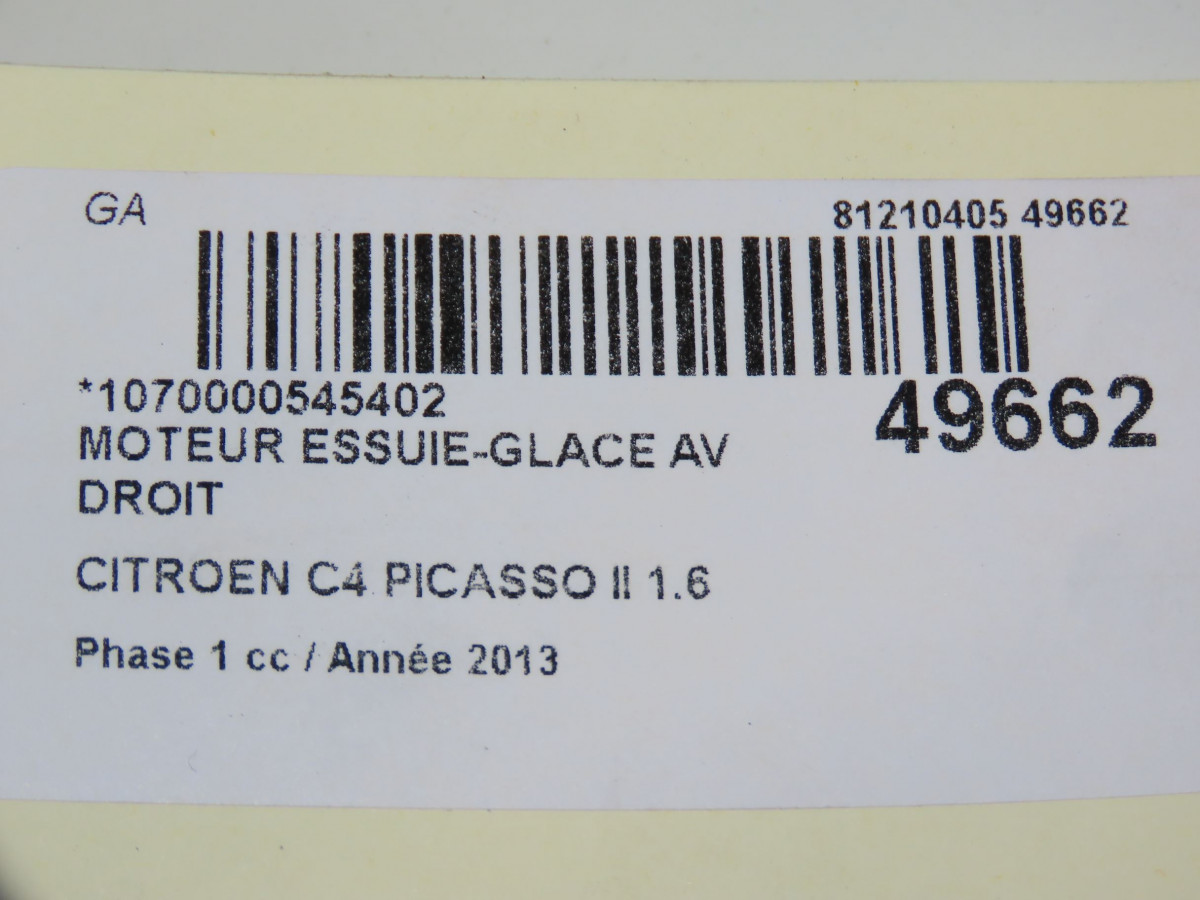 GA
81210405 49662
*1070000545402
49662
MOTEUR ESSUIE-GLACE AV
DROIT
CITROEN C4 PICASSO II 1.6
Phase 1 cc / Année 2013